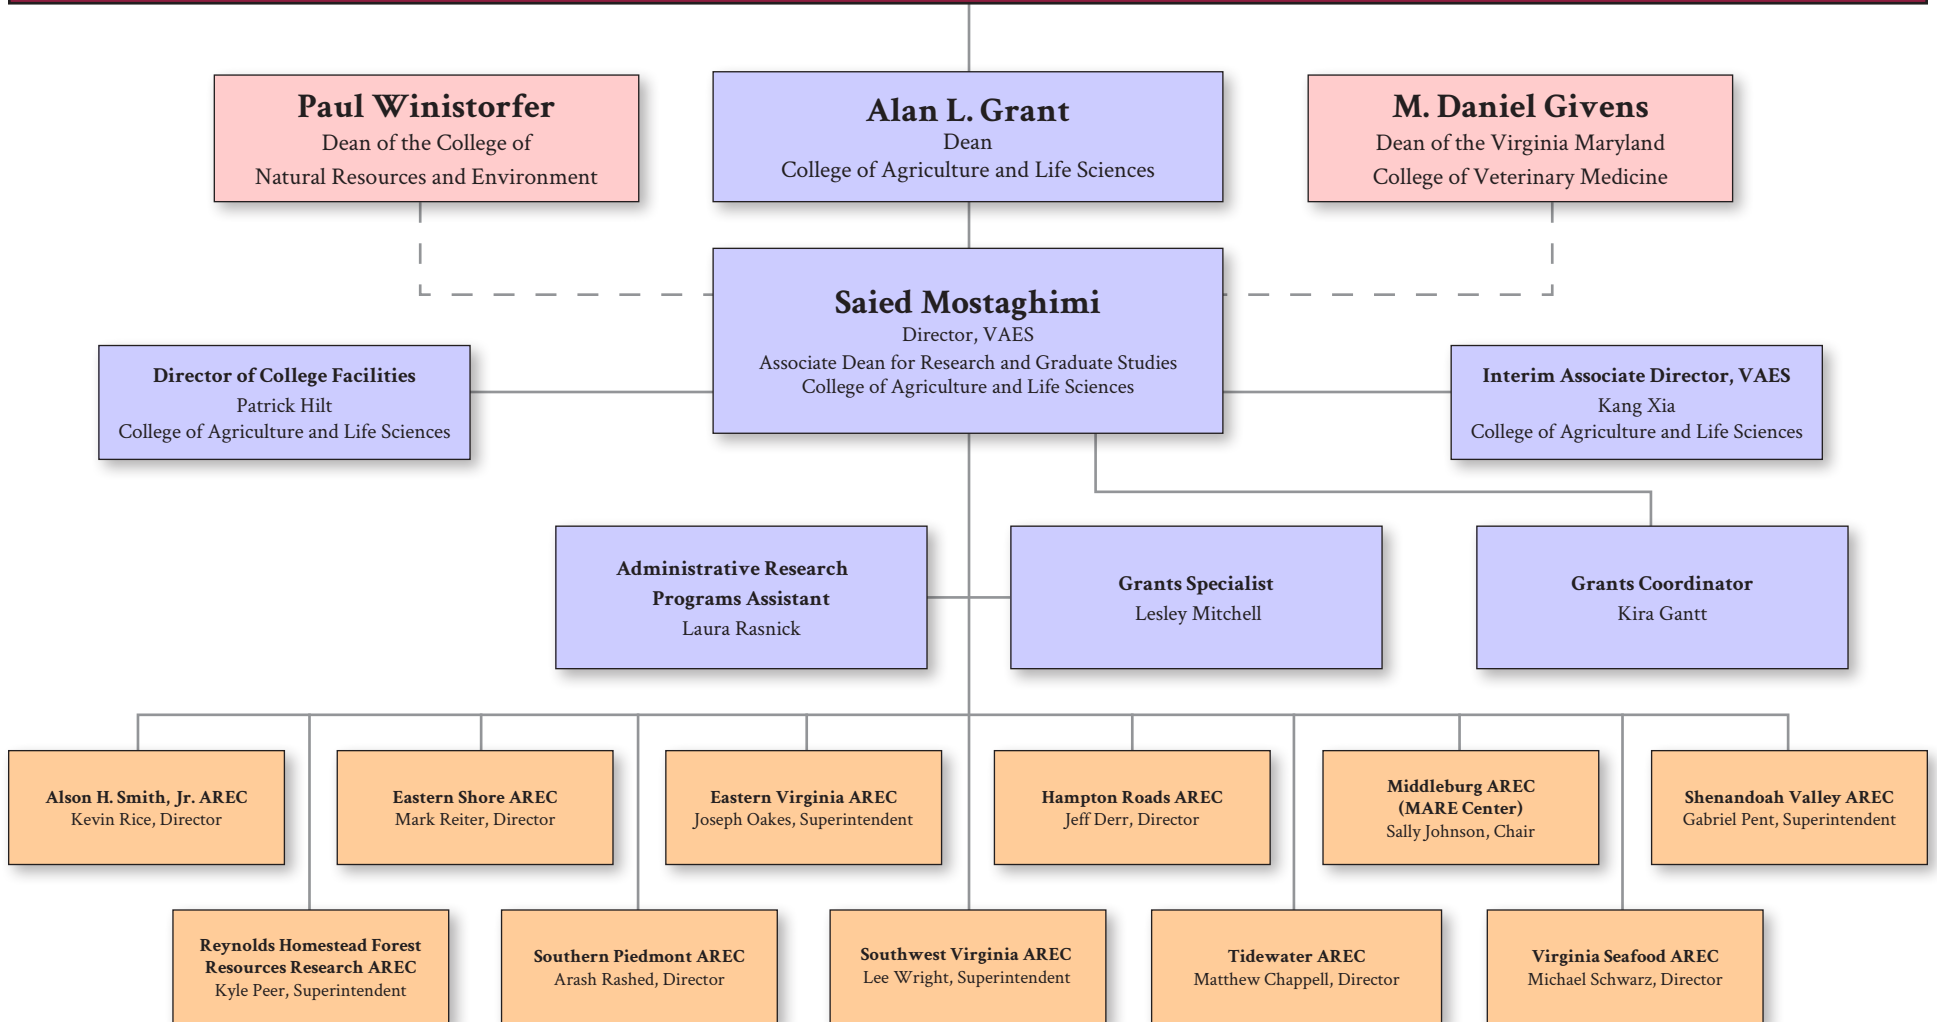 Paul Winistorfer
Dean of the College of
Natural Resources and Environment
Alan L. Grant
Dean
College of Agriculture and Life Sciences
M. Daniel Givens
Dean of the Virginia Maryland
College of Veterinary Medicine
Saied Mostaghimi
Director, VAES
Associate Dean for Research and Graduate Studies
College of Agriculture and Life Sciences
Director of College Facilities
Patrick Hilt
College of Agriculture and Life Sciences
Interim Associate Director, VAES
Kang Xia
College of Agriculture and Life Sciences
Administrative Research
Programs Assistant
Laura Rasnick
Grants Specialist
Lesley Mitchell
Grants Coordinator
Kira Gantt
Alson H. Smith, Jr. AREC
Kevin Rice, Director
Eastern Shore AREC
Mark Reiter, Director
Eastern Virginia AREC
Joseph Oakes, Superintendent
Hampton Roads AREC
Jeff Derr, Director
Middleburg AREC
(MARE Center)
Sally Johnson, Chair
Shenandoah Valley AREC
Gabriel Pent, Superintendent
Reynolds Homestead Forest
Resources Research AREC
Kyle Peer, Superintendent
Southern Piedmont AREC
Arash Rashed, Director
Southwest Virginia AREC
Lee Wright, Superintendent
Tidewater AREC
Matthew Chappell, Director
Virginia Seafood AREC
Michael Schwarz, Director